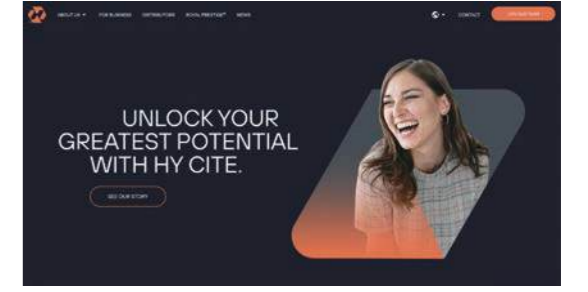 ABOUT US
FOR BUSINESS
DISTRIBUTORS
ROYAL PRESTIGE®
NEWS
CONTACT
UNLOCK YOUR
GREATEST POTENTIAL
WITH HY CITE.
SEE OUR STORY